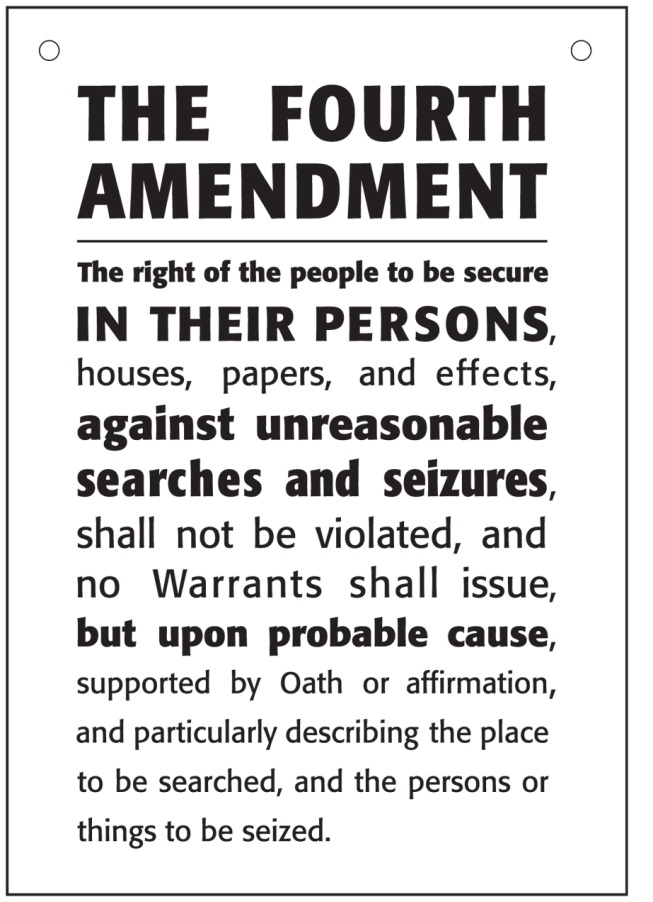 THE FOURTH
AMENDMENT
The right of the people to be secure
IN THEIR PERSONS,
houses, papers, and effects,
against unreasonable
searches and seizures,
shall not be violated, and
no Warrants shall issue,
but upon probable cause,
supported by Oath or affirmation,
and particularly describing the place
to be searched, and the persons or
things to be seized.